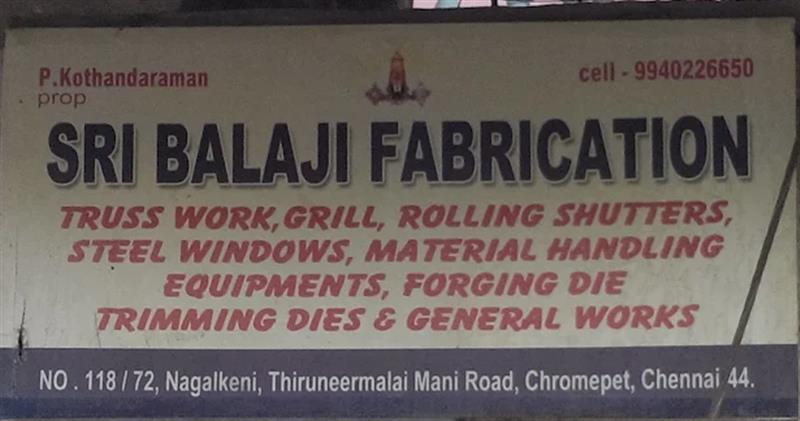 P.Kothandaraman
prop
cell - 9940226650
SRI BALAJI FABRICATION
TRUSS WORK, GRILL, ROLLING SHUTTERS,
STEEL WINDOWS, MATERIAL HANDLING
EQUIPMENTS, FORGING DIE
TRIMMING DIES & GENERAL WORKS
NO . 118 / 72, Nagalkeni, Thiruneermalai Mani Road, Chromepet, Chennai 44.